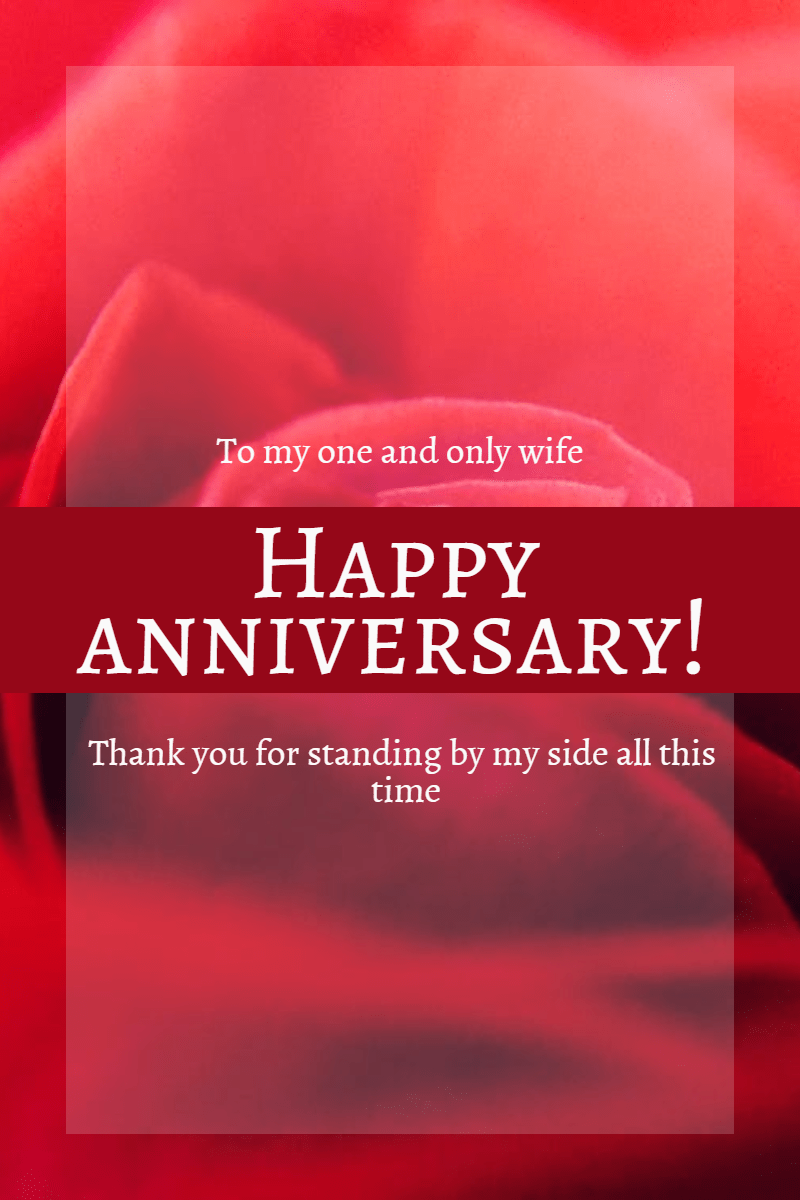 To my one and only wife
Happy
anniversary!
Thank you for standing by my side all this
time